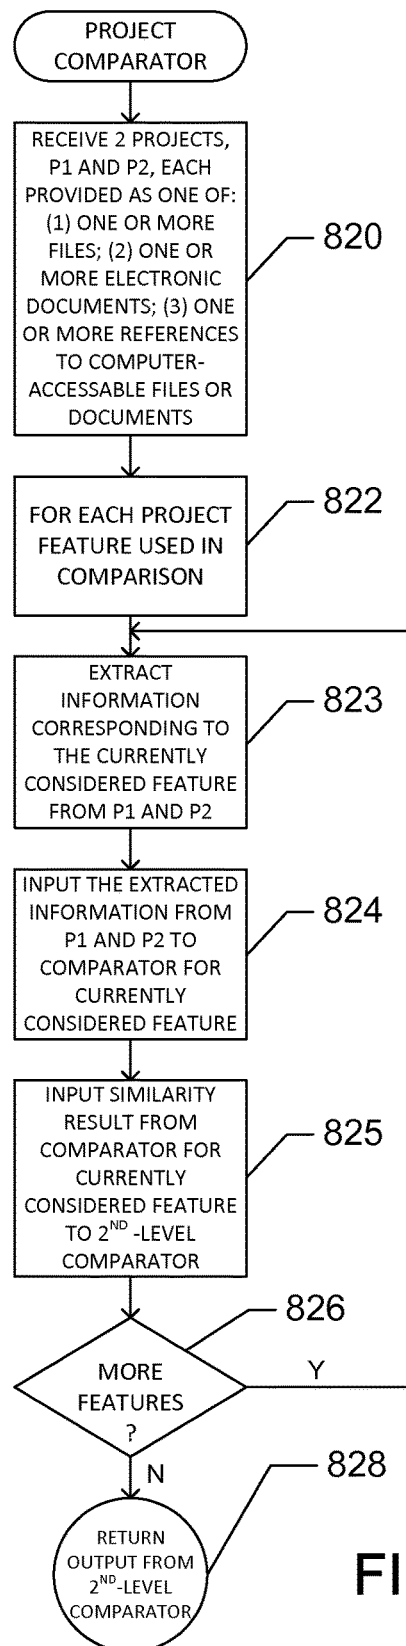 PROJECT
COMPARATOR
RECEIVE 2 PROJECTS,
P1 AND P2, EACH
PROVIDED AS ONE OF:
(1) ONE OR MORE
FILES; (2) ONE OR
MORE ELECTRONIC
DOCUMENTS; (3) ONE
OR MORE REFERENCES
TO COMPUTER-
ACCESSABLE FILES OR
DOCUMENTS
820
FOR EACH PROJECT
FEATURE USED IN
COMPARISON
822
EXTRACT
INFORMATION
CORRESPONDING TO
THE CURRENTLY
CONSIDERED FEATURE
FROM P1 AND P2
823
INPUT THE EXTRACTED
INFORMATION FROM
P1 AND P2 TO
COMPARATOR FOR
CURRENTLY
CONSIDERED FEATURE
824
INPUT SIMILARITY
RESULT FROM
COMPARATOR FOR
CURRENTLY
CONSIDERED FEATURE
TO 2ND -LEVEL
COMPARATOR
825
826
MORE
FEATURES
?
Y
N
828
RETURN
OUTPUT FROM
2ND-LEVEL
COMPARATOR
FI